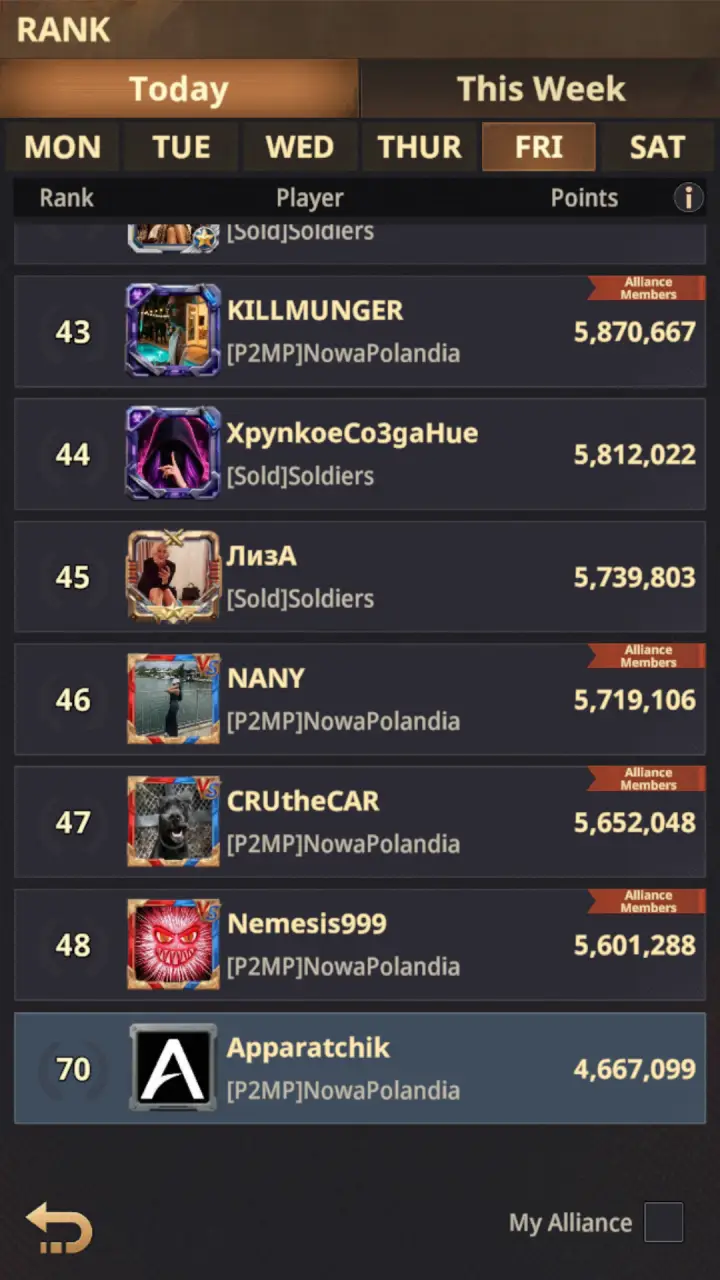 RANK
Today
This Week
MON TUE WED THUR FRI SAT
Rank Player Points i
[Sold]Soldiers
Alliance
Members
43 KILLMUNGER 5,870,667
[P2MP]NowaPolandia
44 XpynkoeCo3gaHue 5,812,022
[Sold]Soldiers
45 ЛизА 5,739,803
[Sold]Soldiers
Alliance
Members
46 NANY 5,719,106
[P2MP]NowaPolandia
Alliance
Members
47 CRUtheCAR 5,652,048
[P2MP]NowaPolandia
Alliance
Members
48 Nemesis999 5,601,288
[P2MP]NowaPolandia
70 Apparatchik 4,667,099
[P2MP]NowaPolandia
My Alliance